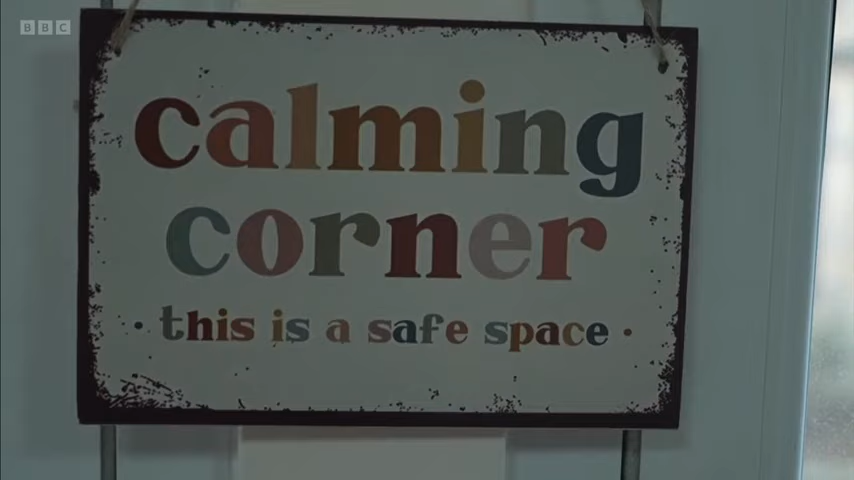 BBC
calming
corner
· this is a safe space ·